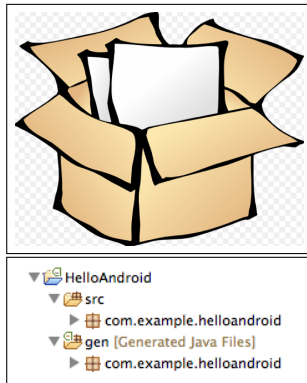 HelloAndroid
src
com.example.helloandroid
gen [Generated Java Files]
com.example.helloandroid